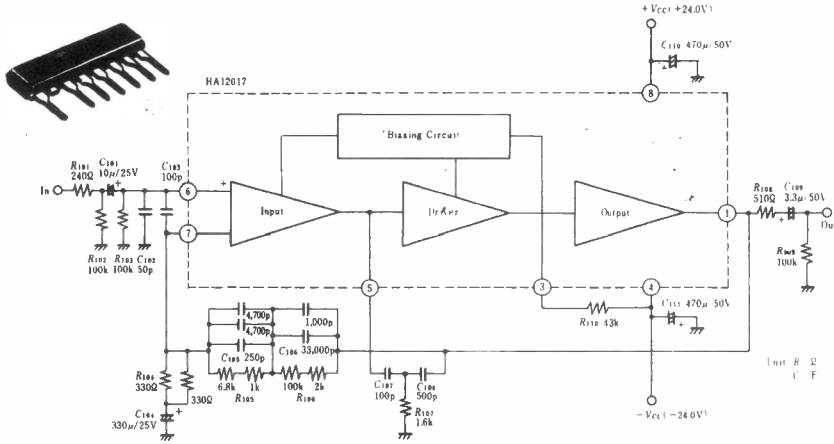 +Vcc(+24.0V)
C110 470μ/50V
HA12017
8
Biasing Circuit
R101
240Ω
C101
10μ/25V
C103
100p
In
6
+
Input
Driver
Output
1
R108
510Ω
C109
3.3μ/50V
+
7
R102
100k
R103
100k
C102
50p
5
3
4
100k
R110 43k
470μ/50V
+
4,700p
1,000p
4,700p
33,000p
C105 250p
C106
6.8k
1k
100k
2k
R105
R106
330Ω
330Ω
C104
330μ/25V
+
C107
100p
C108
500p
R107
1.6k
Unit R Ω
C F
-Vcc(-24.0V)